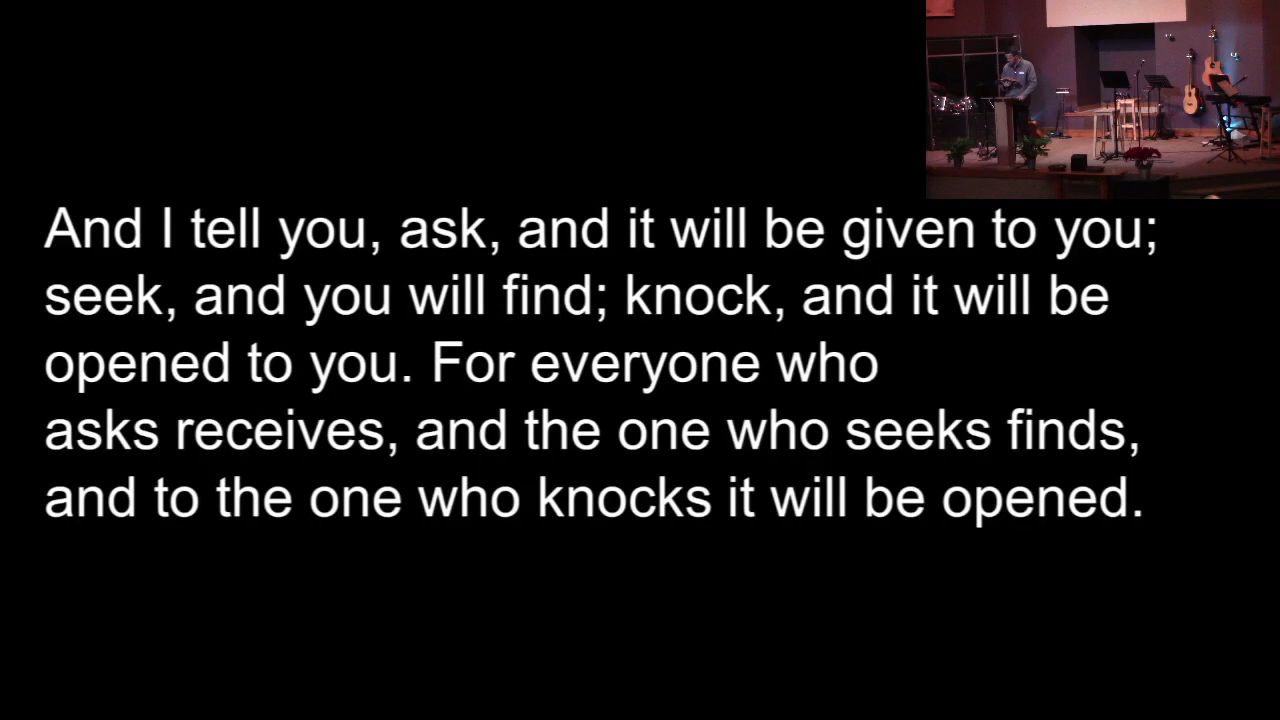 And I tell you, ask, and it will be given to you;
seek, and you will find; knock, and it will be
opened to you. For everyone who
asks receives, and the one who seeks finds,
and to the one who knocks it will be opened.